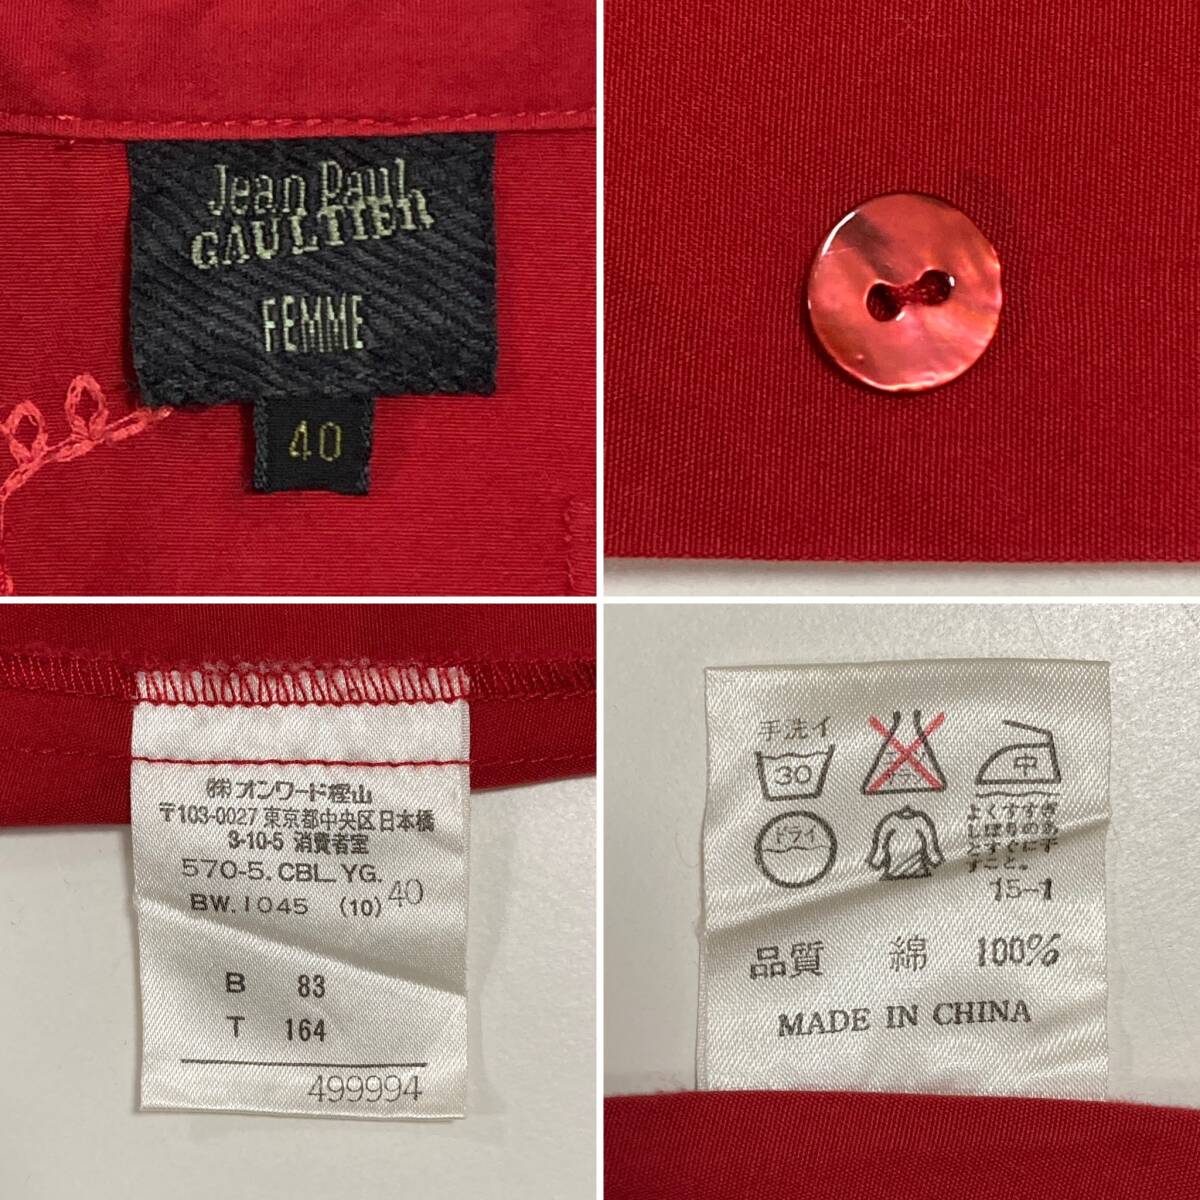 Jean Paul
GAULTIER
FEMME
40
㈱オンワード樫山
〒103-0027 東京都中央区日本橋
3-10-5 消費者室
570-5. CBL. YG.
BW. 1045 (10) 40
B 83
T 164
499994
手洗イ
30
中
ドライ
よくすすぎ
しぼりのあ
とすぐに干
すこと。
15-1
品質 綿 100%
MADE IN CHINA